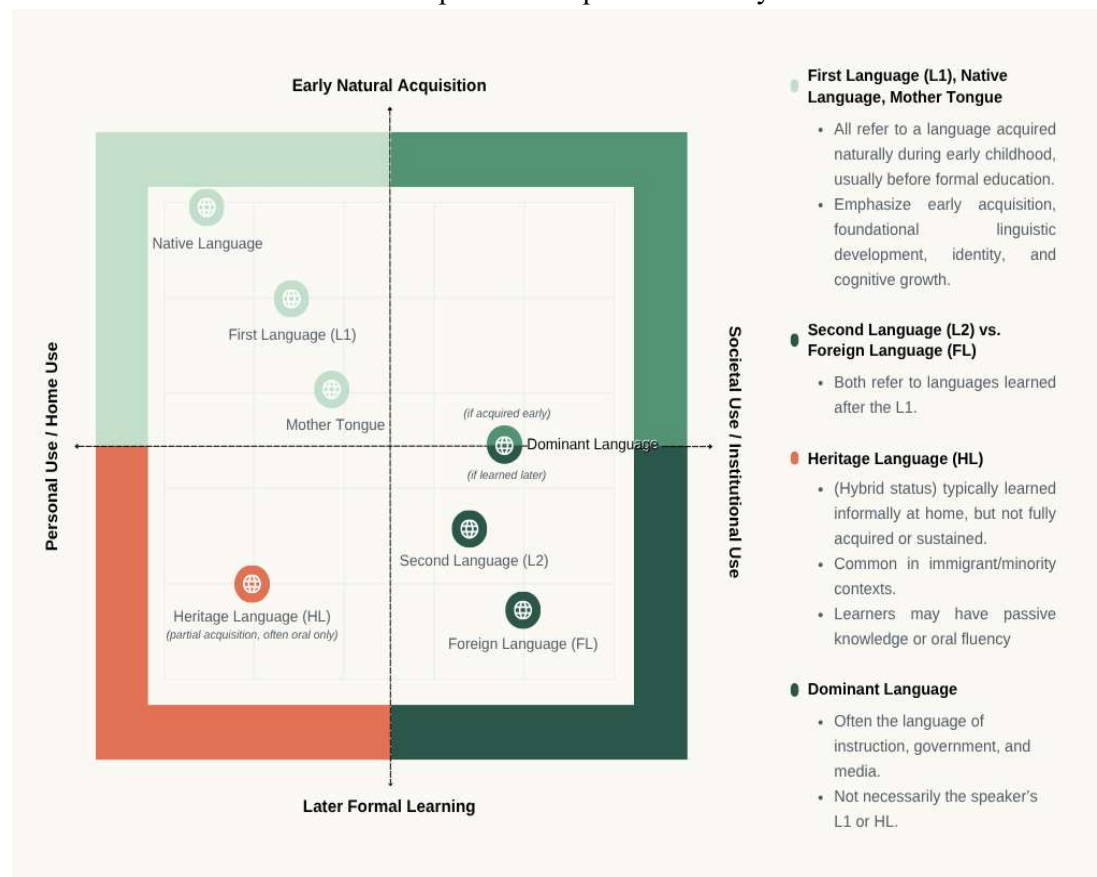 Early Natural Acquisition
Native Language
First Language (L1)
Mother Tongue
(if acquired early)
Dominant Language
(if learned later)
Second Language (L2)
Heritage Language (HL)
(partial acquisition, often oral only)
Foreign Language (FL)
Later Formal Learning
Personal Use / Home Use
Societal Use / Institutional Use
First Language (L1), Native
Language, Mother Tongue
• All refer to a language acquired
naturally during early childhood,
usually before formal education.
• Emphasize early acquisition,
foundational linguistic
development, identity, and
cognitive growth.
Second Language (L2) vs.
Foreign Language (FL)
• Both refer to languages learned
after the L1.
Heritage Language (HL)
• (Hybrid status) typically learned
informally at home, but not fully
acquired or sustained.
• Common in immigrant/minority
contexts.
• Learners may have passive
knowledge or oral fluency
Dominant Language
• Often the language of
instruction, government, and
media.
• Not necessarily the speaker's
L1 or HL.